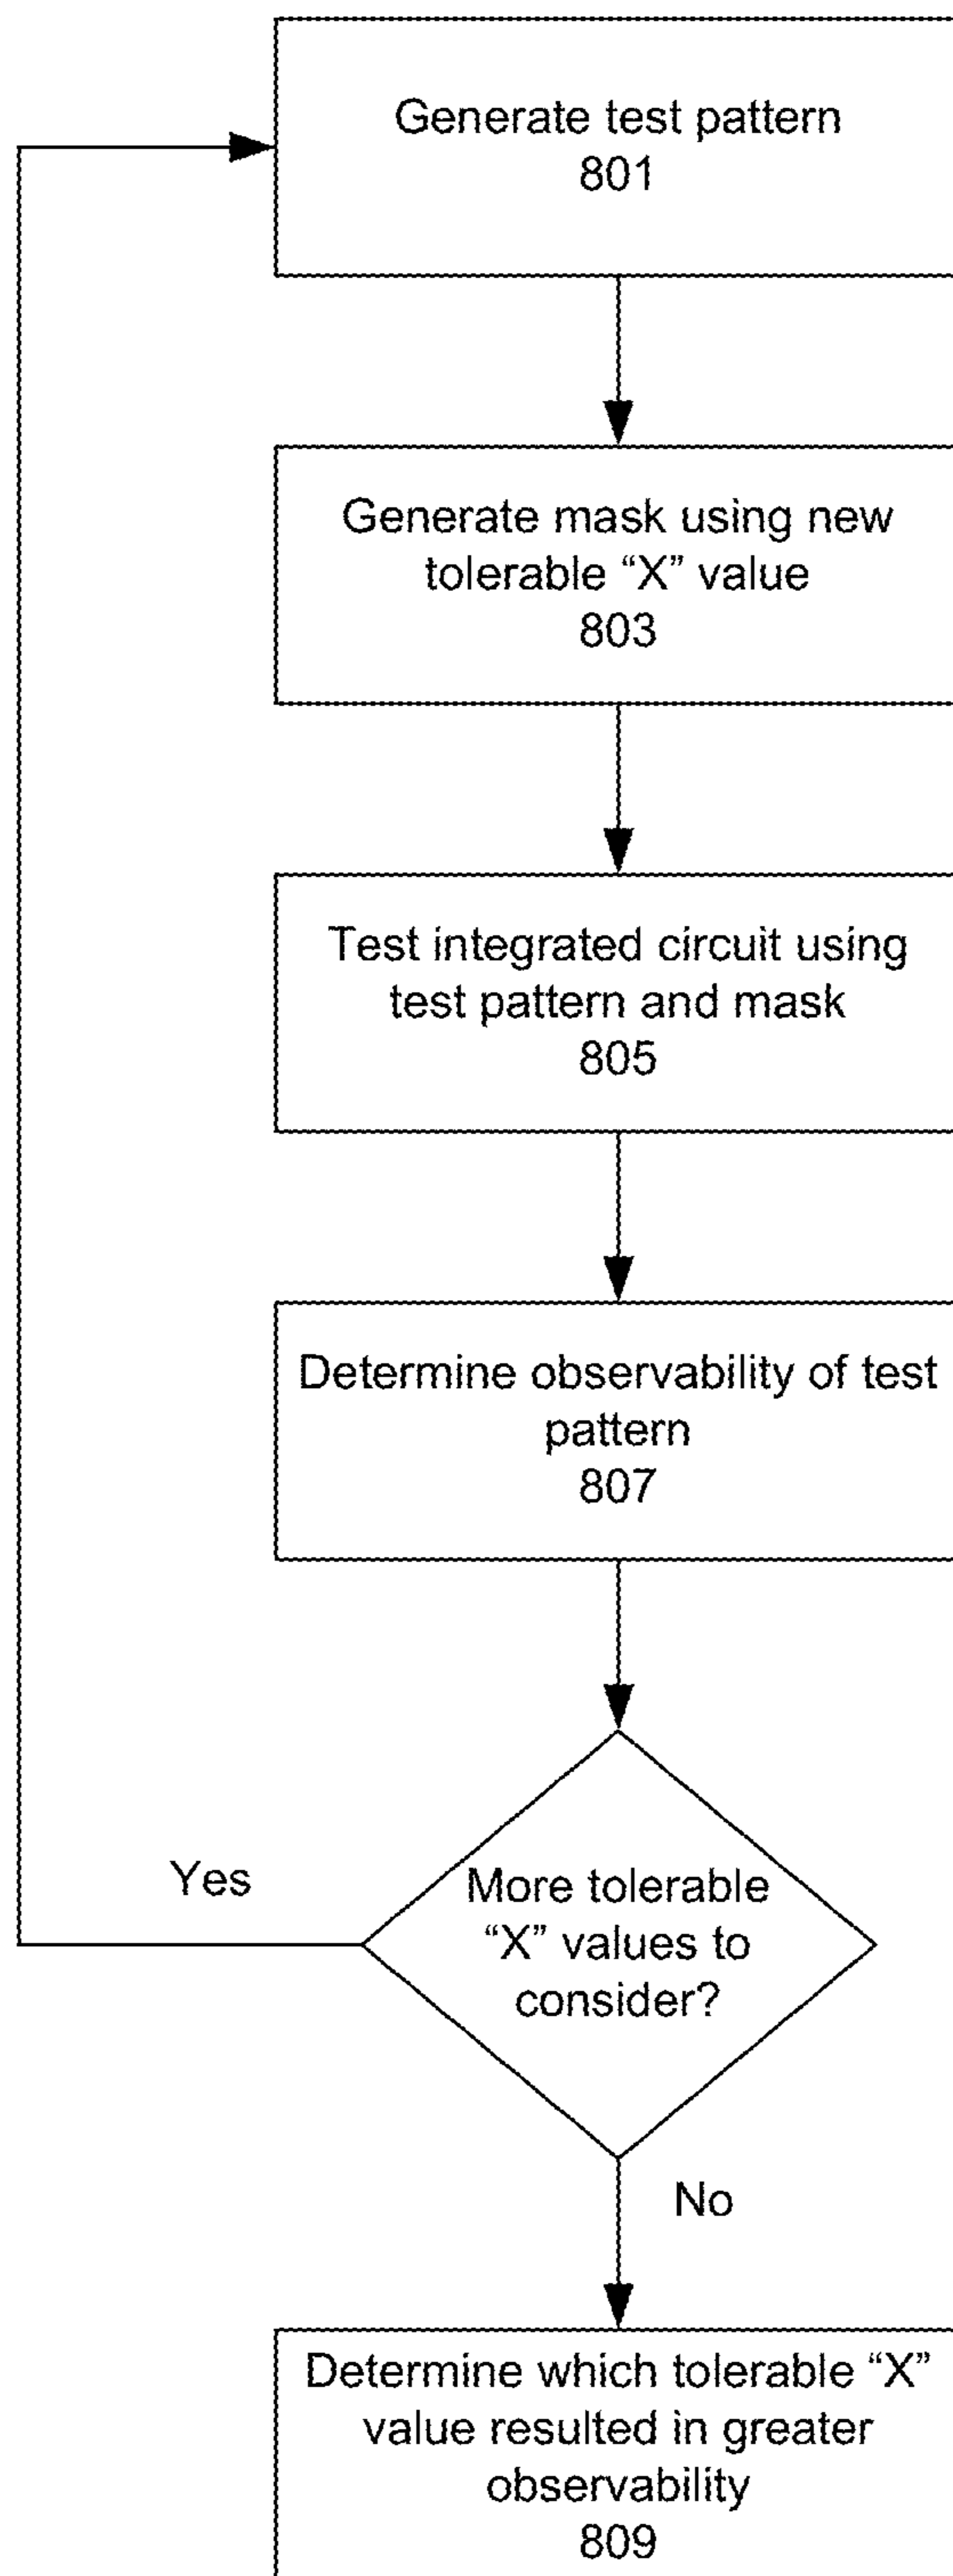 Generate test pattern
801
Generate mask using new
tolerable “X” value
803
Test integrated circuit using
test pattern and mask
805
Determine observability of test
pattern
807
Yes
More tolerable
“X” values to
consider?
No
Determine which tolerable “X”
value resulted in greater
observability
809